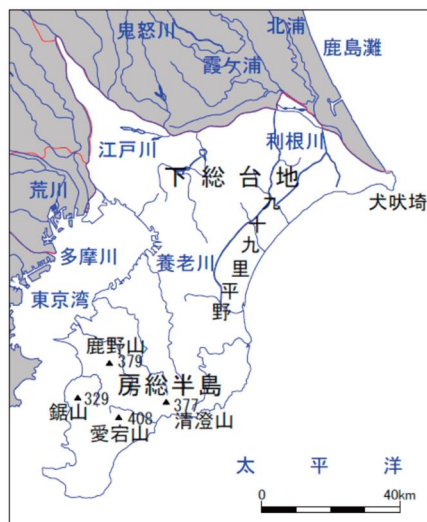 鬼怒川
北浦
鹿島灘
霞ケ浦
江戸川
利根川
下総台地
荒川
犬吠埼
九十九里平野
多摩川
養老川
東京湾
鹿野山
379
房総半島
329
鋸山
377
408
清澄山
愛宕山
太平洋
0
40km